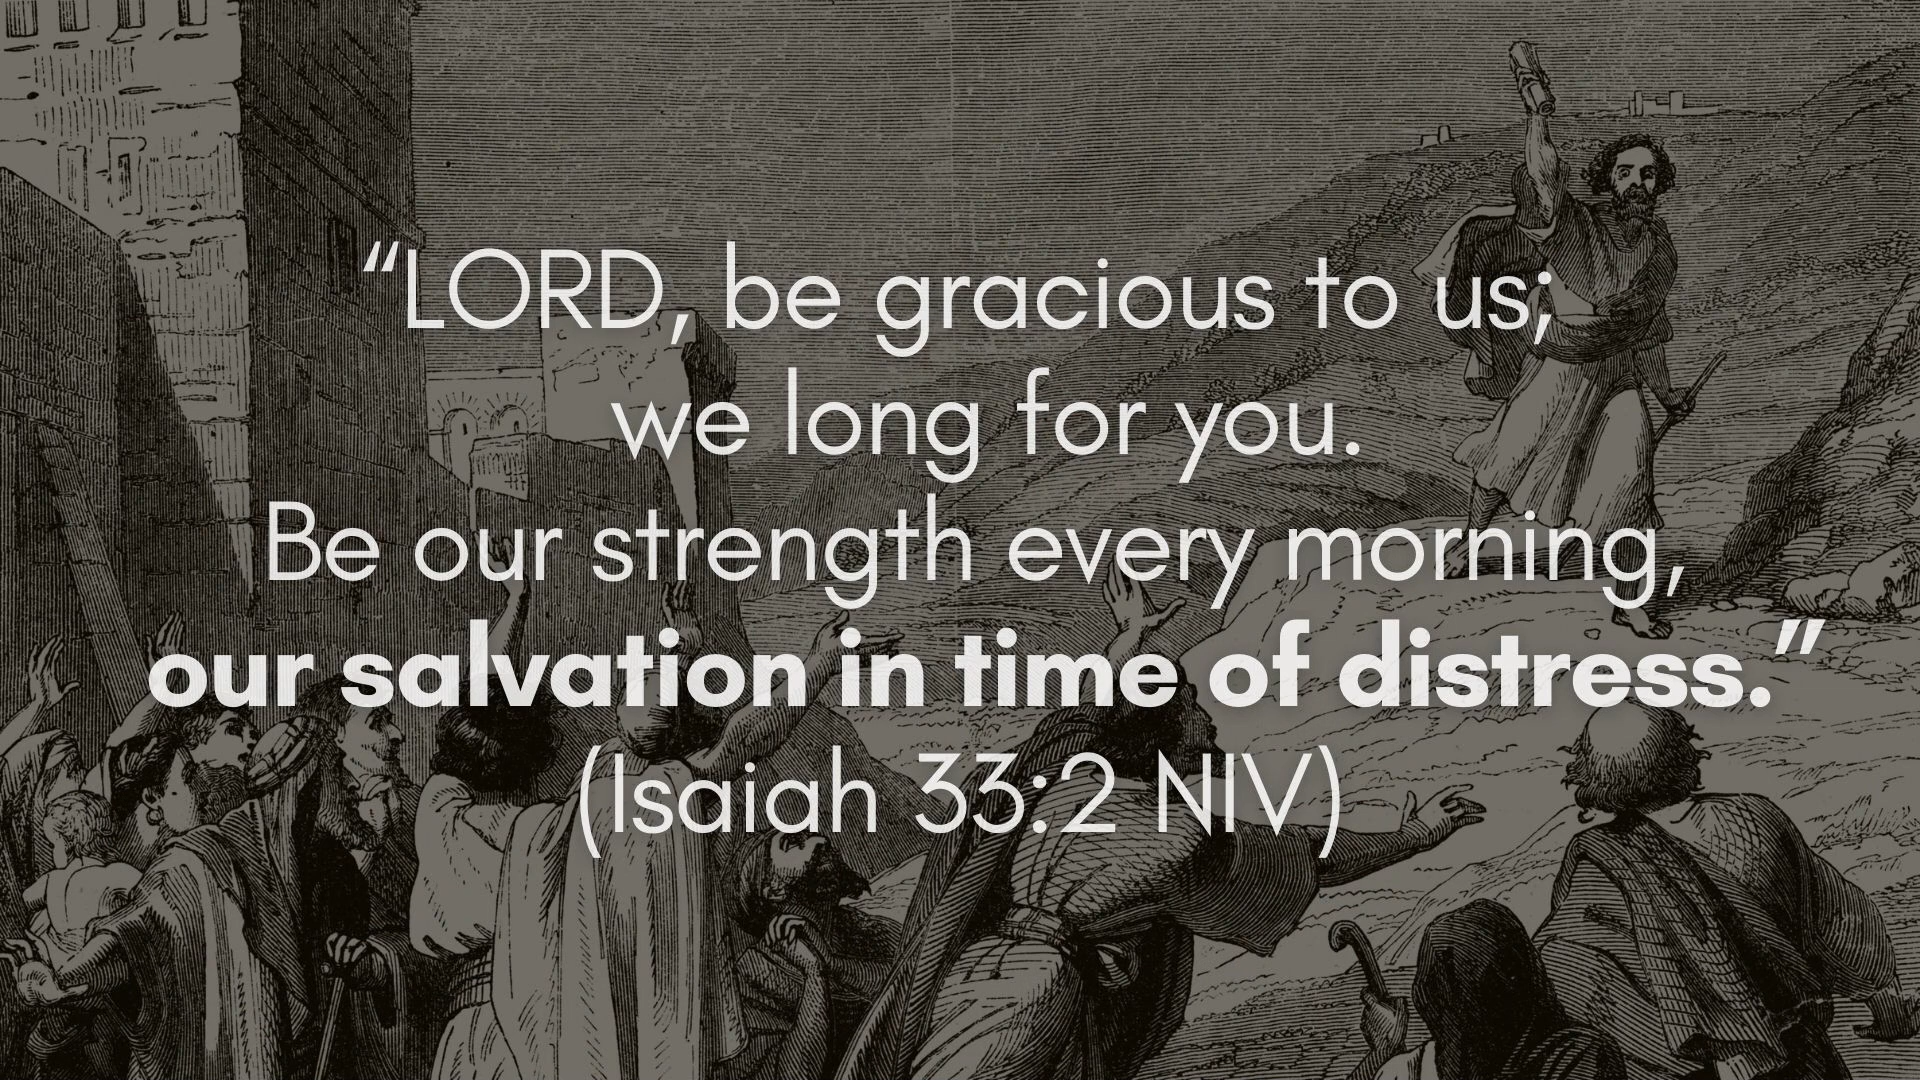 “LORD, be gracious to us;
we long for you.
Be our strength every morning,
our salvation in time of distress.”
(Isaiah 33:2 NIV)